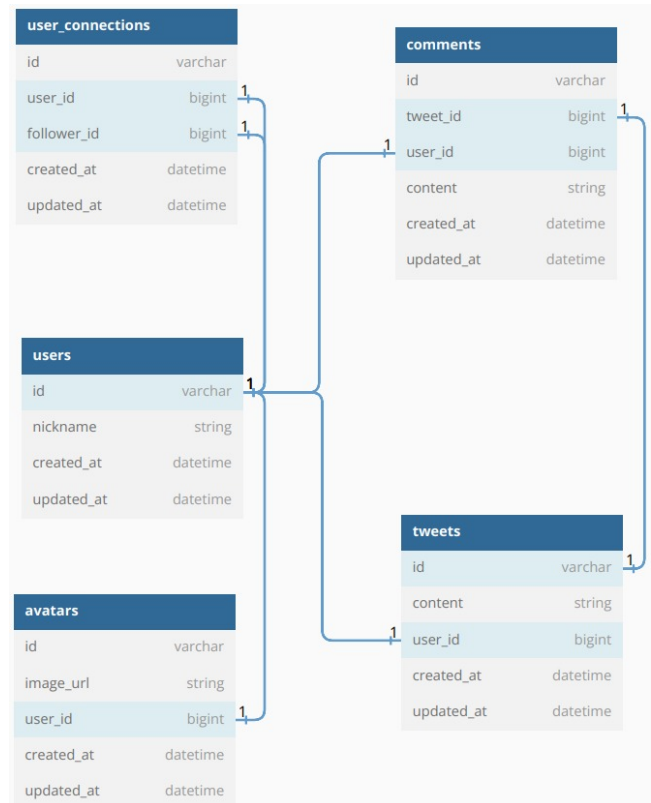 user_connections
id varchar
user_id bigint 1
follower_id bigint 1
created_at datetime
updated_at datetime
comments
id varchar
tweet_id bigint 1
1 user_id bigint
content string
created_at datetime
updated_at datetime
users
id varchar 1
nickname string
created_at datetime
updated_at datetime
tweets
id varchar 1
content string
1 user_id bigint
created_at datetime
updated_at datetime
avatars
id varchar
image_url string
user_id bigint 1
created_at datetime
updated_at datetime